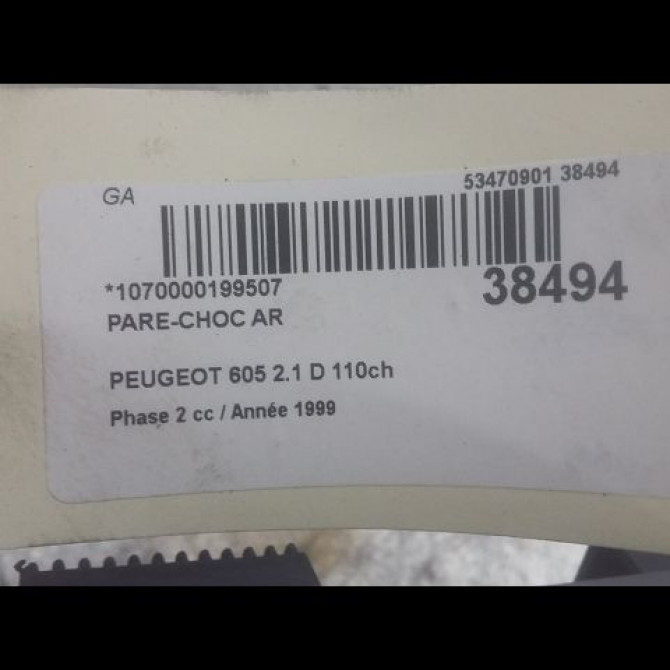 GA
53470901 38494
*1070000199507
38494
PARE-CHOC AR
PEUGEOT 605 2.1 D 110ch
Phase 2 cc / Année 1999